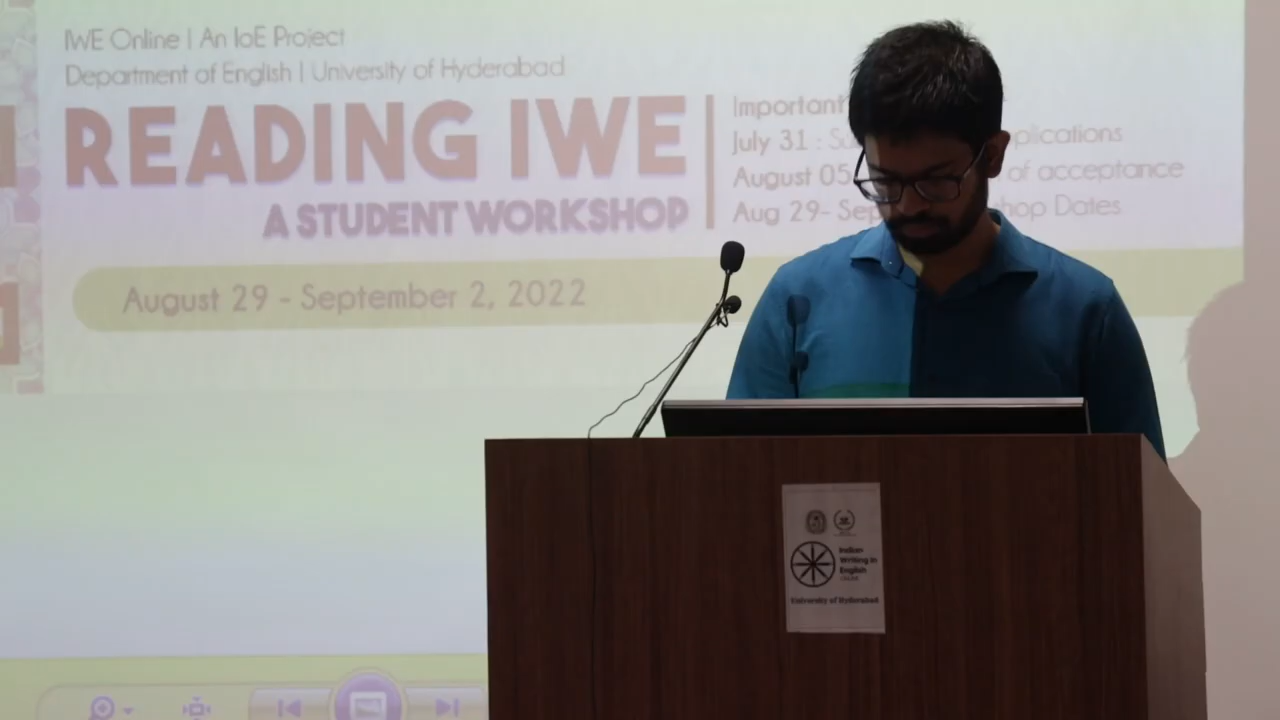 IWE Online | An IoE Project
Department of English | University of Hyderabad
READING IWE
A STUDENT WORKSHOP
August 29 - September 2, 2022
Important
July 31 : plications
August 05 of acceptance
Aug 29- Sep hop Dates
Indian
Writing in
English
University of Hyderabad